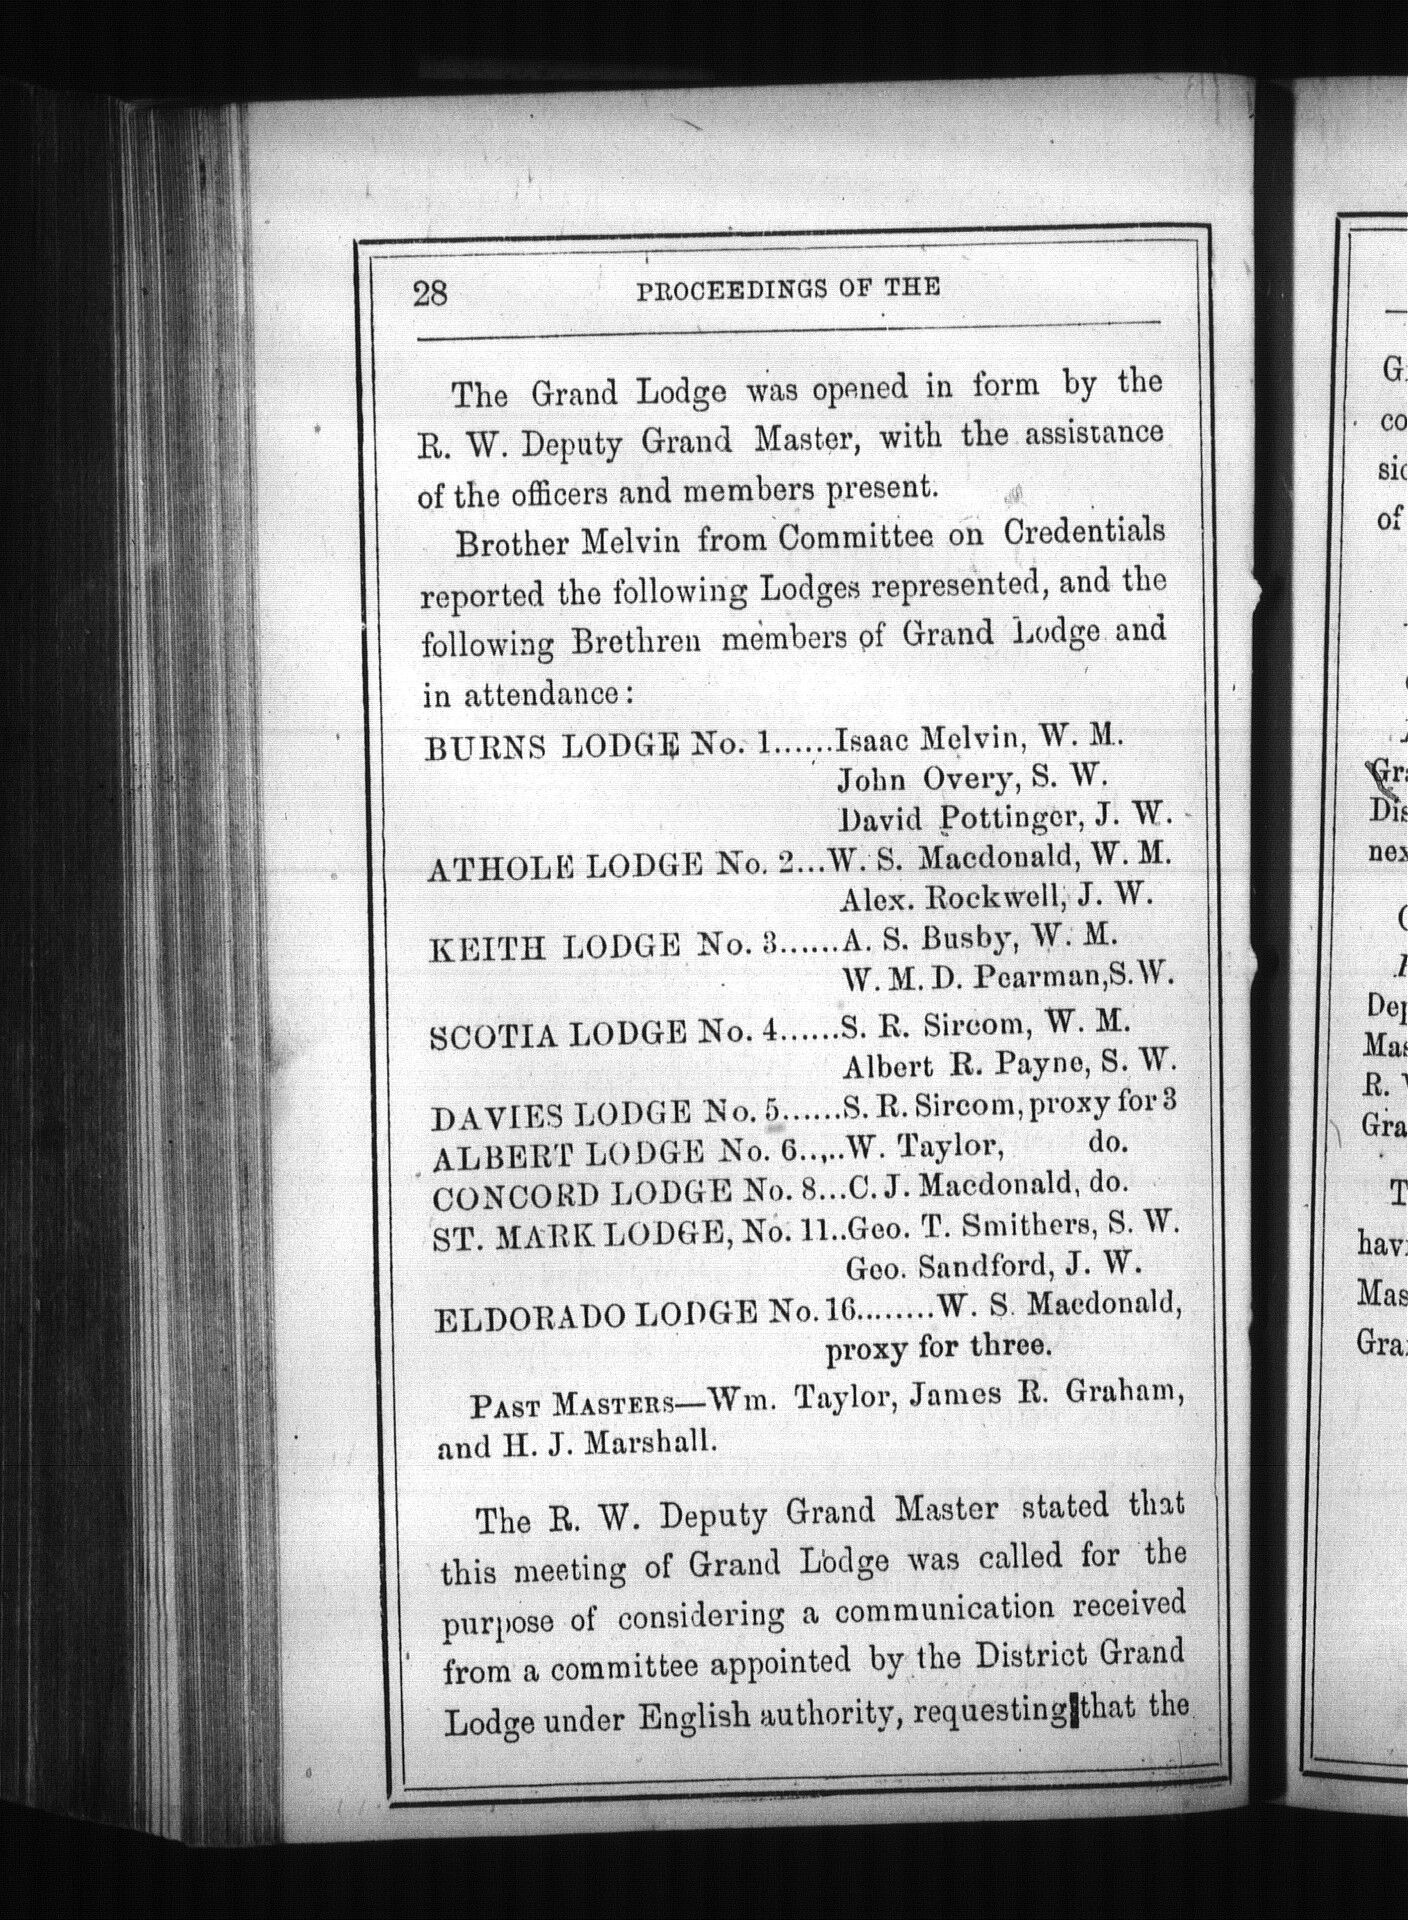 28 PROCEEDINGS OF THE
The Grand Lodge was opened in form by the
R. W. Deputy Grand Master, with the assistance
of the officers and members present.
Brother Melvin from Committee on Credentials
reported the following Lodges represented, and the
following Brethren members of Grand Lodge and
in attendance:
BURNS LODGE No. 1......Isaac Melvin, W. M.
John Overy, S. W.
David Pottinger, J. W.
ATHOLE LODGE No. 2...W. S. Macdonald, W. M.
Alex. Rockwell, J. W.
KEITH LODGE No. 3......A. S. Busby, W. M.
W. M. D. Pearman,S.W.
SCOTIA LODGE No. 4......S. R. Sircom, W. M.
Albert R. Payne, S. W.
DAVIES LODGE No. 5......S. R. Sircom, proxy for 3
ALBERT LODGE No. 6.....W. Taylor, do.
CONCORD LODGE No. 8...C. J. Macdonald, do.
ST. MARK LODGE, No. 11..Geo. T. Smithers, S. W.
Geo. Sandford, J. W.
ELDORADO LODGE No. 16........W. S. Macdonald,
proxy for three.
PAST MASTERS—Wm. Taylor, James R. Graham,
and H. J. Marshall.
The R. W. Deputy Grand Master stated that
this meeting of Grand Lodge was called for the
purpose of considering a communication received
from a committee appointed by the District Grand
Lodge under English authority, requesting that the
co
of
nex
R.